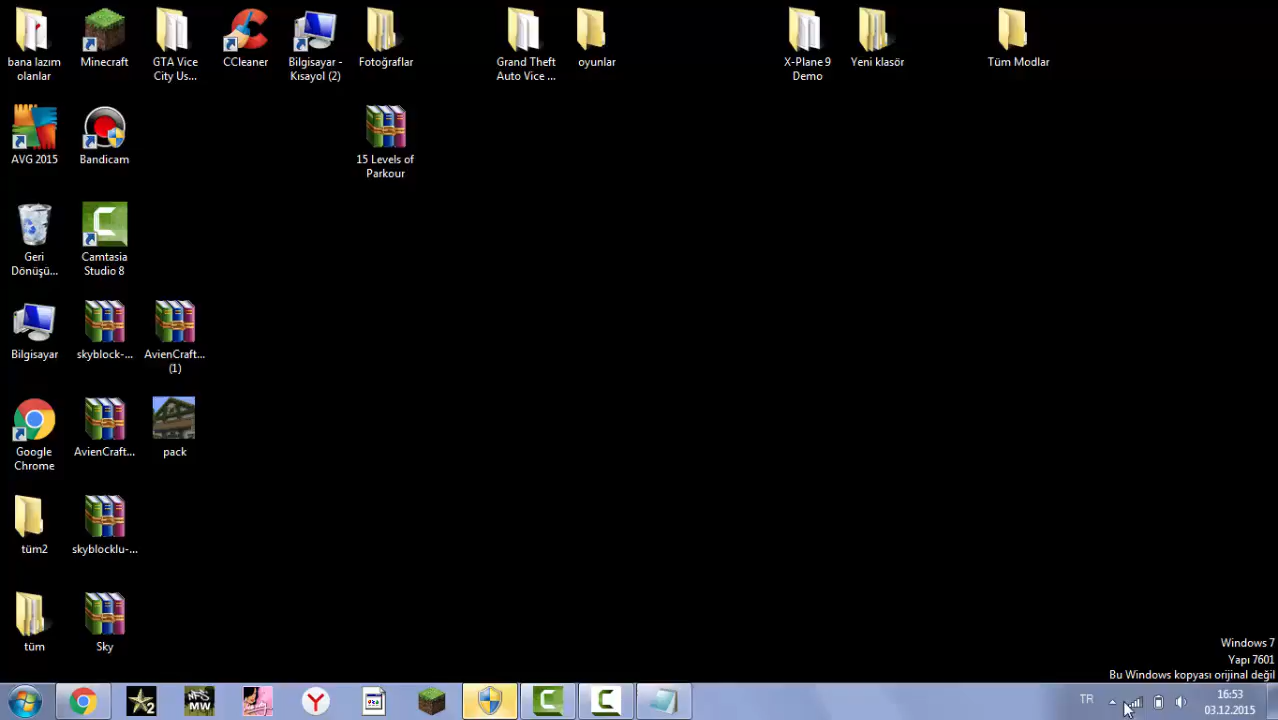 bana lazım
olanlar
Minecraft
GTA Vice
City Us...
CCleaner
Bilgisayar -
Kısayol (2)
Fotoğraflar
Grand Theft
Auto Vice ...
oyunlar
X-Plane 9
Demo
Yeni klasör
Tüm Modlar
AVG 2015
Bandicam
15 Levels of
Parkour
Geri
Dönüşü...
Camtasia
Studio 8
Bilgisayar
skyblock-...
AvienCraft...
(1)
Google
Chrome
AvienCraft...
pack
tüm2
skyblocklu-...
tüm
Sky
Windows 7
Yapı 7601
Bu Windows kopyası orijinal değil
2
NFS
MW
Y
TR
16:53
03.12.2015